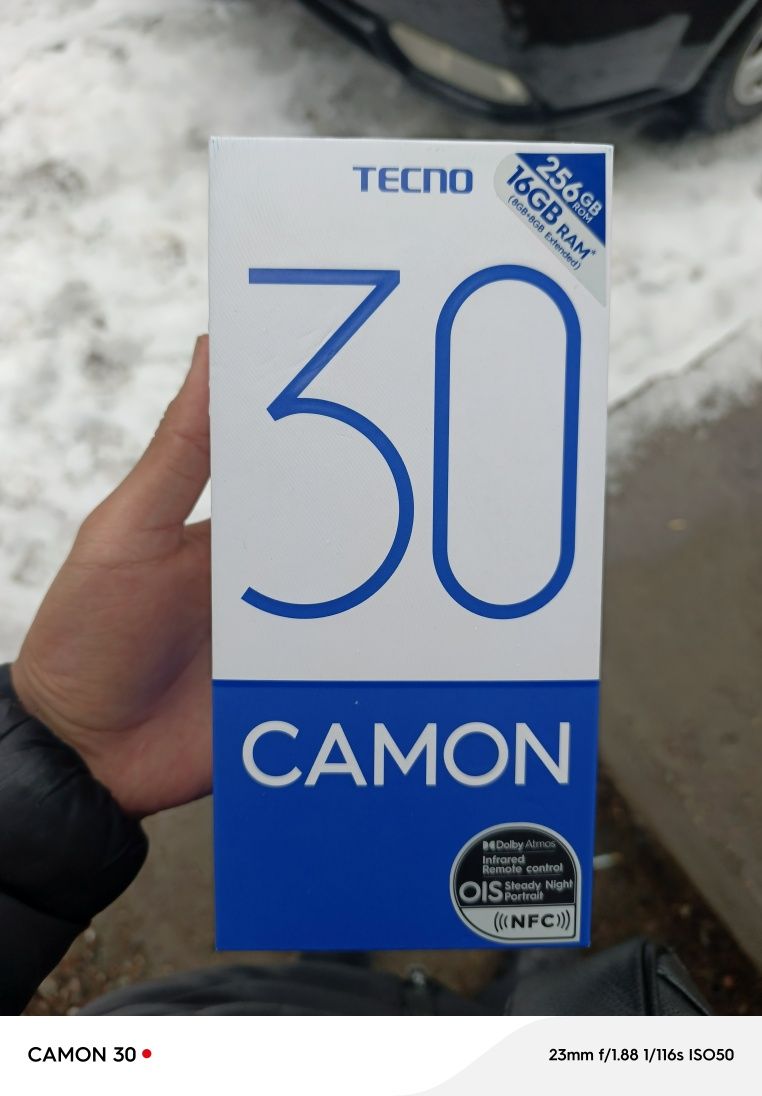 TECNO
256GB
ROM
16GB RAM*
(8GB+8GB Extended)
30
CAMON
Dolby Atmos
Infrared
Remote control
OIS Steady Night
Portrait
(((NFC)))
CAMON 30
23mm f/1.88 1/116s ISO50